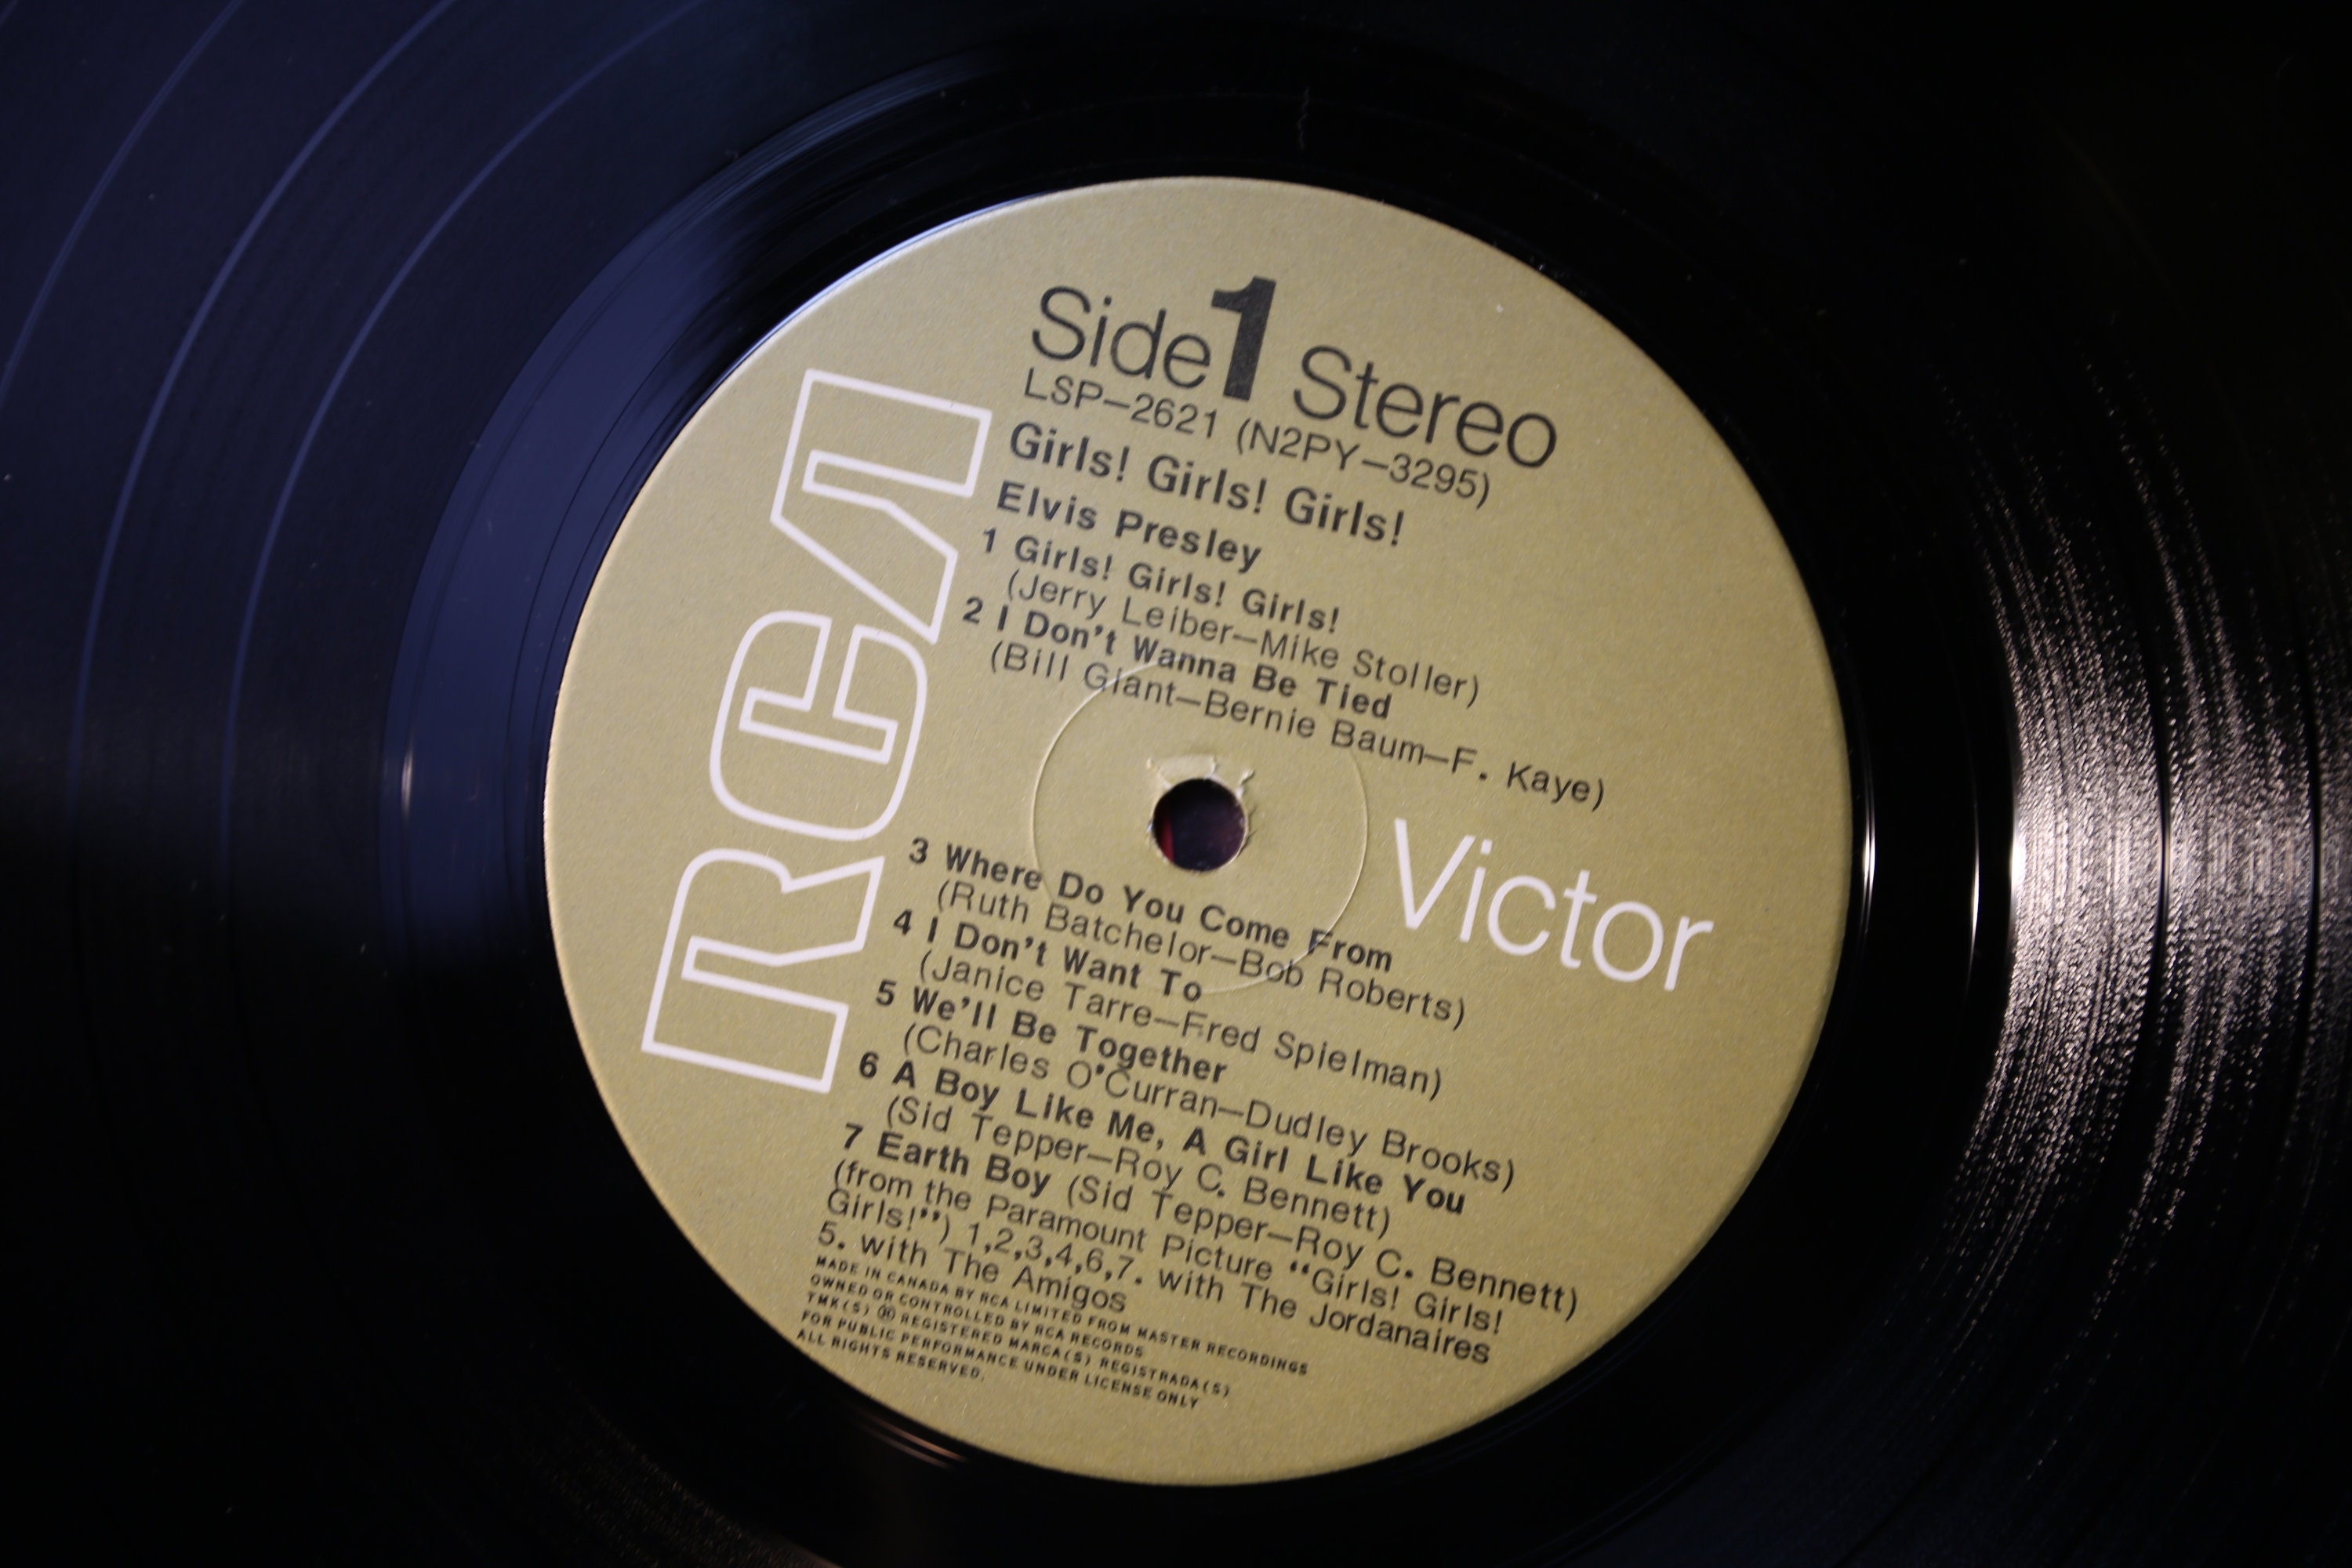 Side 1 Stereo
LSP—2621 (N2PY—3295)
Girls! Girls! Girls!
Elvis Presley
1 Girls! Girls! Girls!
(Jerry Leiber—Mike Stoller)
2 I Don't Wanna Be Tied
(Bill Giant—Bernie Baum—F. Kaye)
RCA
Victor
3 Where Do You Come From
(Ruth Batchelor—Bob Roberts)
4 I Don't Want To
(Janice Tarre—Fred Spielman)
5 We'll Be Together
(Charles O'Curran—Dudley Brooks)
6 A Boy Like Me, A Girl Like You
(Sid Tepper—Roy C. Bennett)
7 Earth Boy (Sid Tepper—Roy C. Bennett)
(from the Paramount Picture “Girls! Girls!
Girls!”) 1,2,3,4,6,7. with The Jordanaires
5. with The Amigos
MADE IN CANADA BY RCA LIMITED FROM MASTER RECORDINGS
OWNED OR CONTROLLED BY RCA RECORDS
TMK(S) ® REGISTERED MARCA(S) REGISTRADA(S)
FOR PUBLIC PERFORMANCE UNDER LICENSE ONLY
ALL RIGHTS RESERVED.